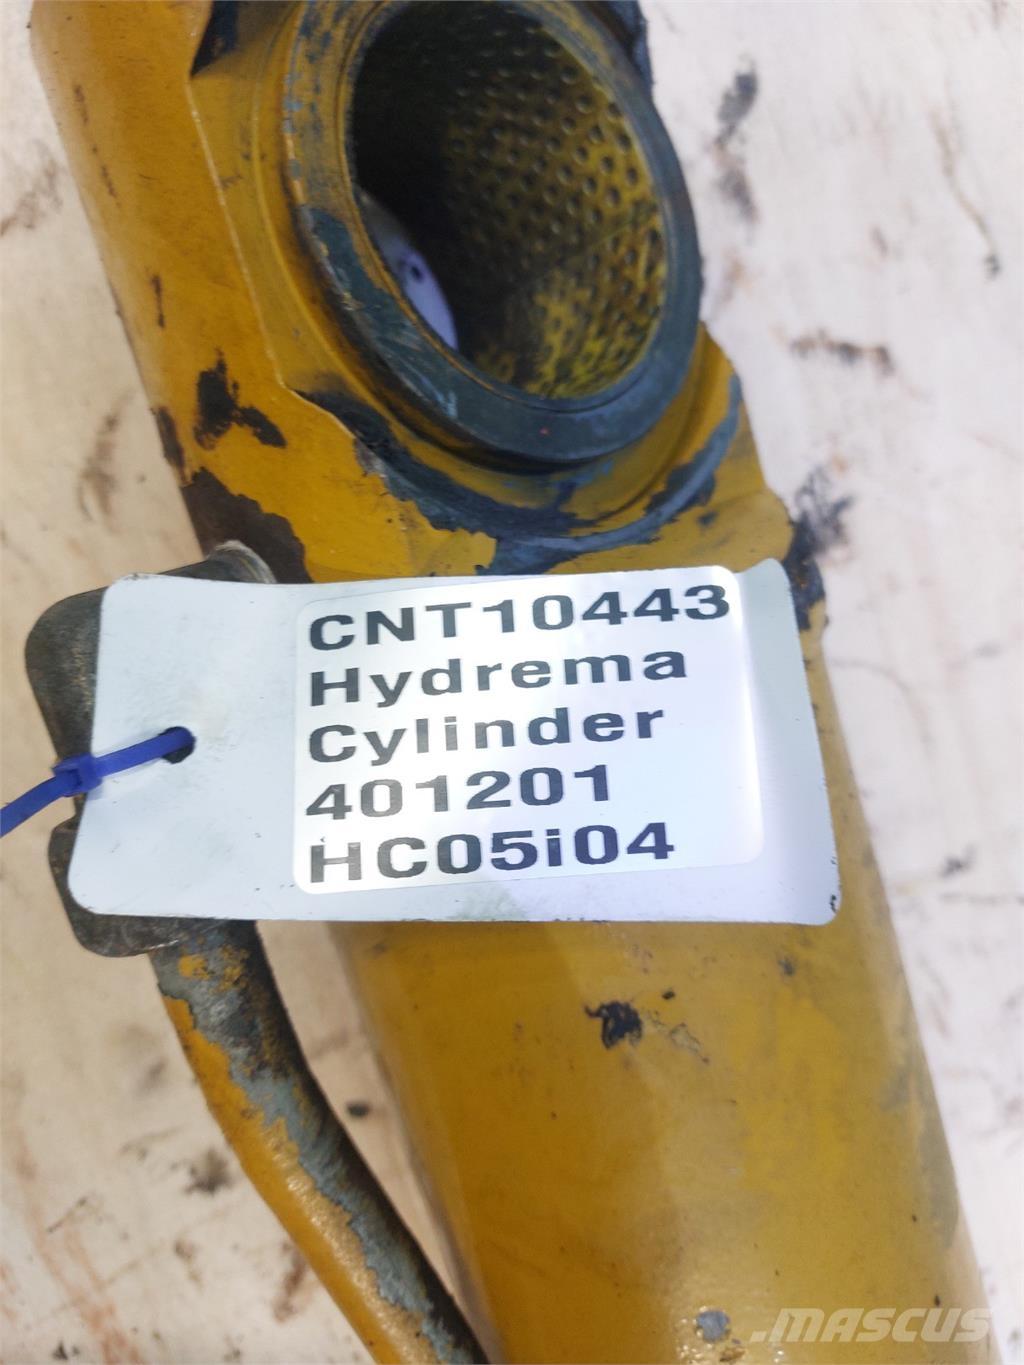 CNT10443
Hydrema
Cylinder
401201
HC05i04
.MASCUS